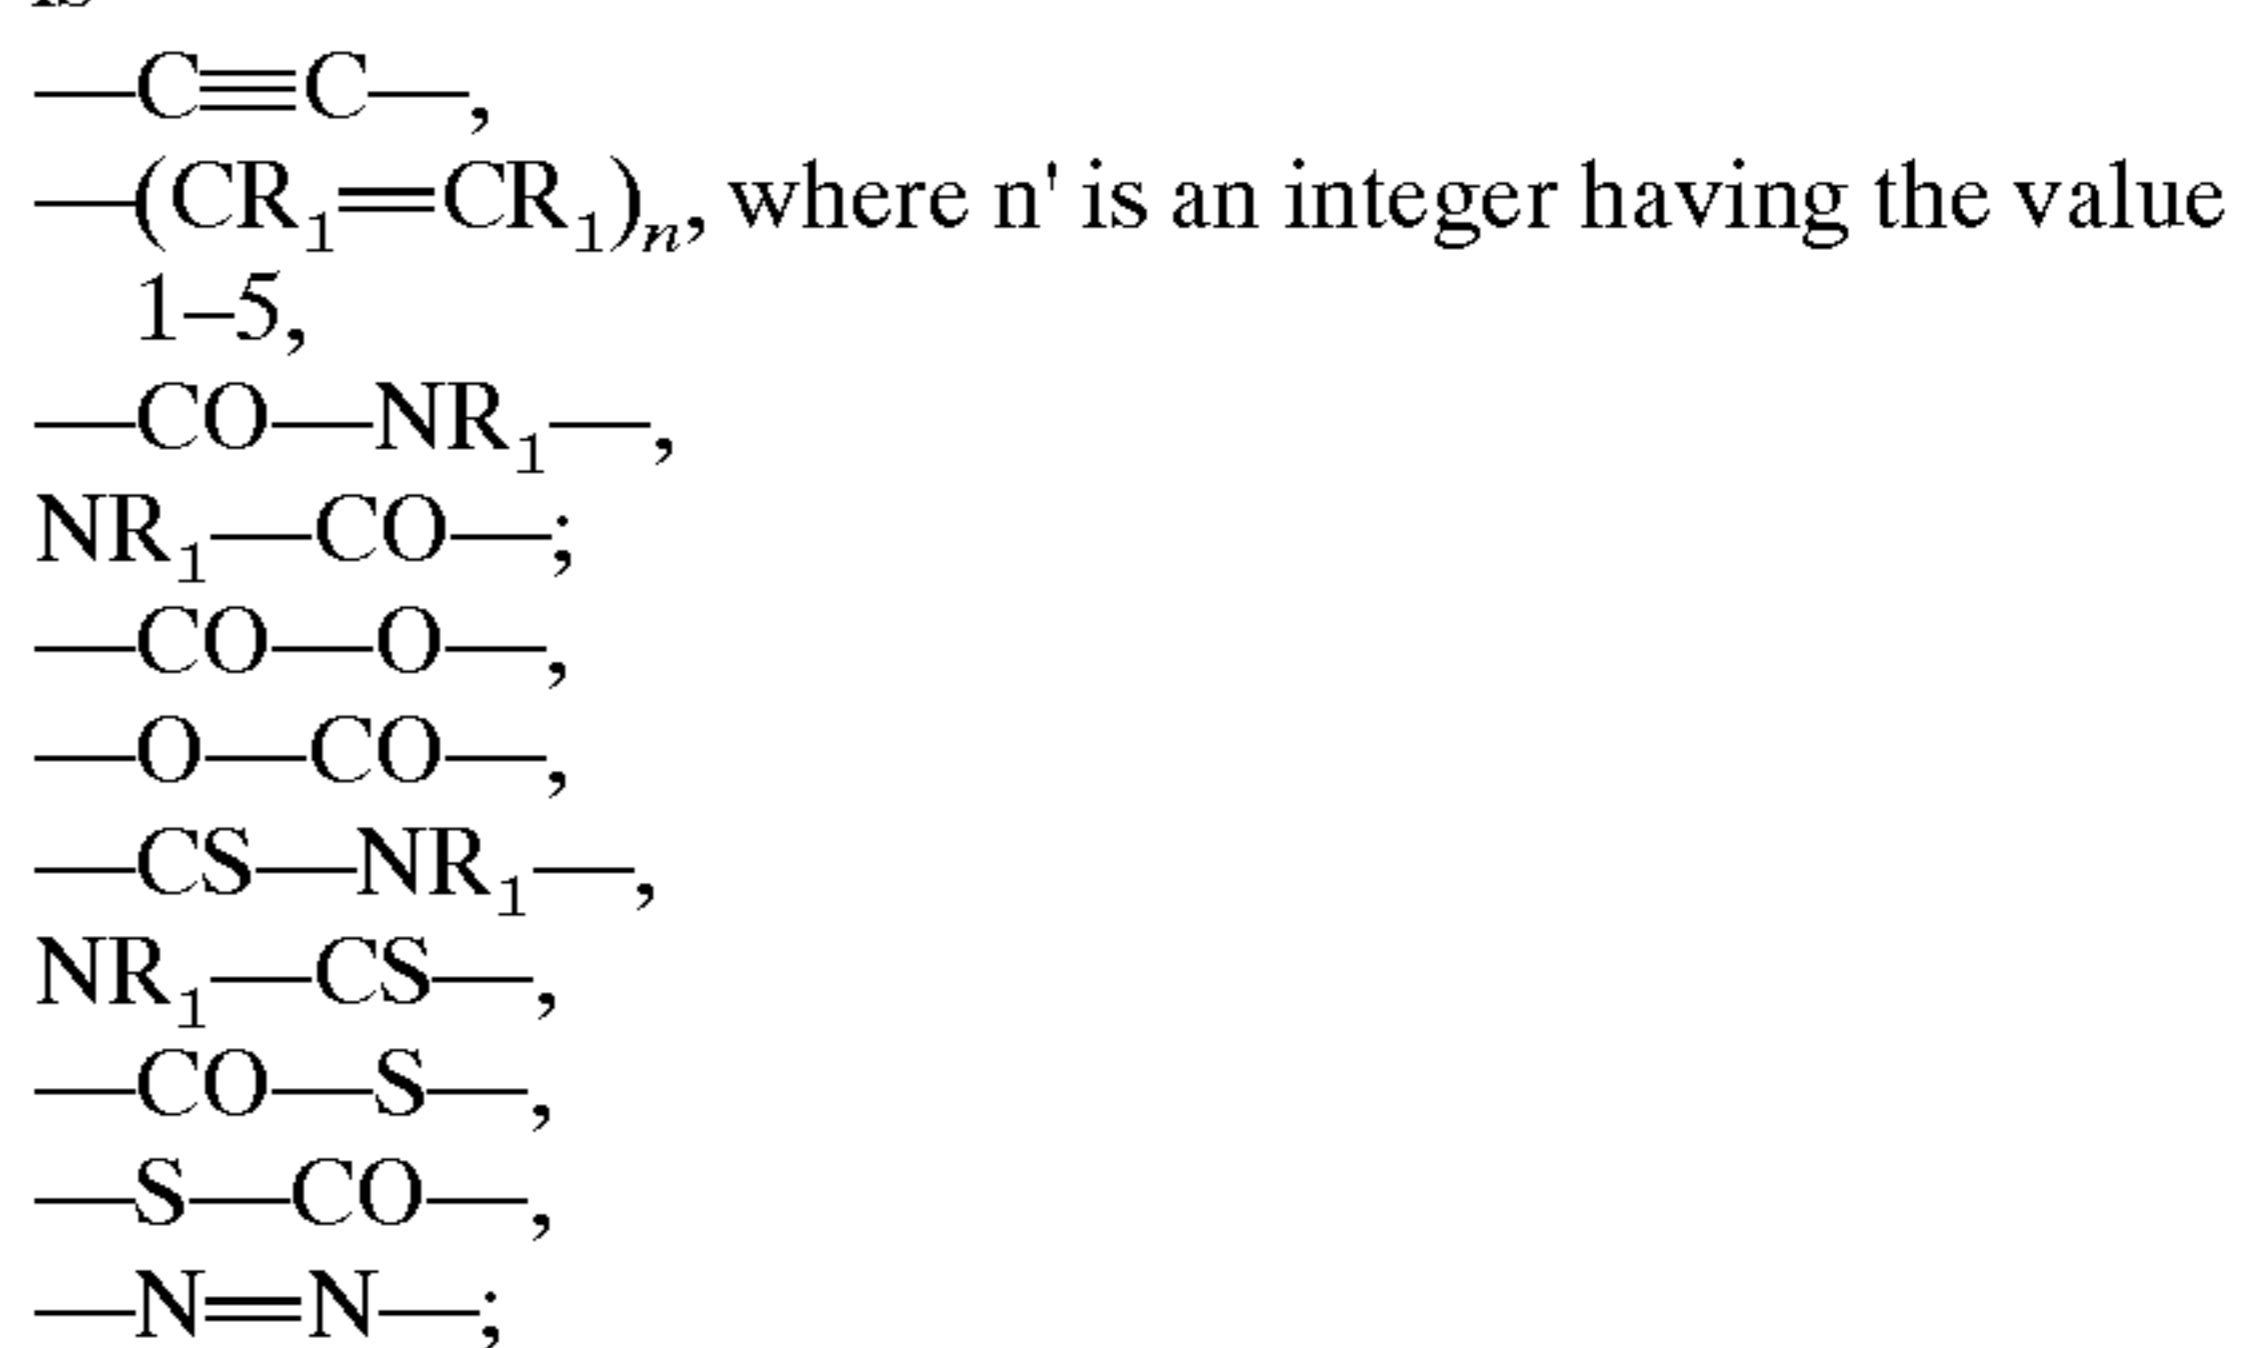 —C≡C—,
—(CR₁═CR₁)ₙ, where n' is an integer having the value
1–5,
—CO—NR₁—,
NR₁—CO—;
—CO—O—,
—O—CO—,
—CS—NR₁—,
NR₁—CS—,
—CO—S—,
—S—CO—,
—N═N—;